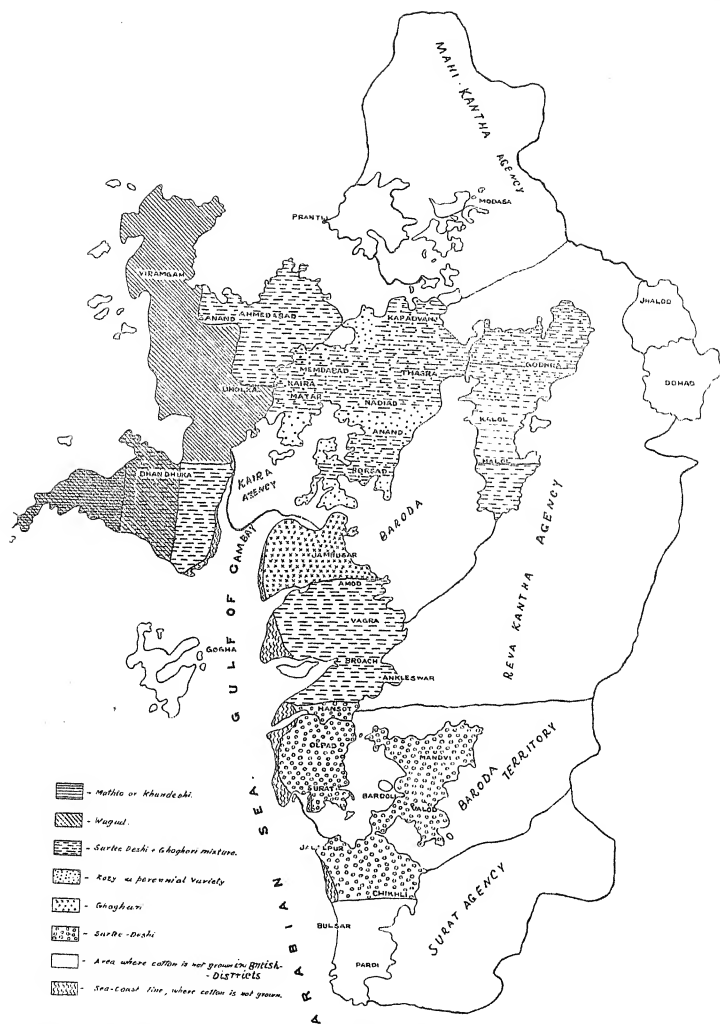 MAHI-KANTHA AGENCY
MODASA
PRANTIJ
VIRAMGAM
JHALOD
SANAND
AHMEDABAD
KAPADVANJ
DOHAD
MEMDABAD
THASRA
GODHRA
DHOLKA
KAIRA
MATAR
NADIAD
KALOL
ANAND
HALOL
DHANDHUKA
BORSAD
KAIRA
AGENCY
BARODA
REVA KANTHA AGENCY
GULF OF CAMBAY
JAMBUSAR
AMOD
VAGRA
GOGHA
BROACH
ANKLESWAR
HANSOT
OLPAD
MANDVI
BARODA
TERRITORY
SURAT
BARDOLI
VALOD
ARABIAN SEA.
JALALPUR
CHIKHLI
SURAT AGENCY
BULSAR
PARDI
- Mathio or Khandeshi.
- Wagad.
- Surtee Deshi + Ghoghari mixture.
- Rozy a perennial Variety
- Ghoghari
- Surtee-Deshi
- Area where cotton is not grown in British-
- Districts
- Sea-Coast line, where cotton is not grown.